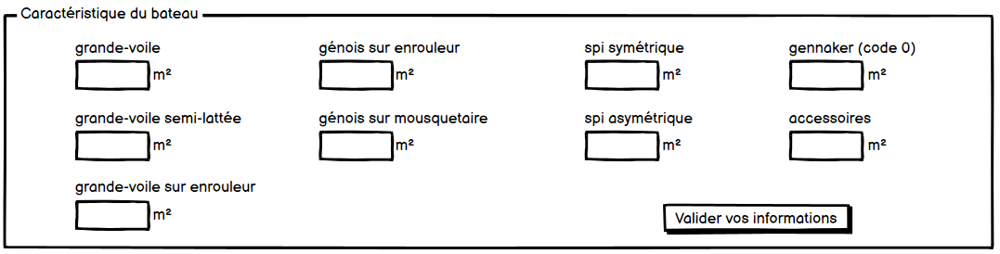 Caractéristique du bateau
grande-voile
génois sur enrouleur
spi symétrique
gennaker (code 0)
m²
m²
m²
m²
grande-voile semi-lattée
génois sur mousquetaire
spi asymétrique
accessoires
m²
m²
m²
m²
grande-voile sur enrouleur
m²
Valider vos informations